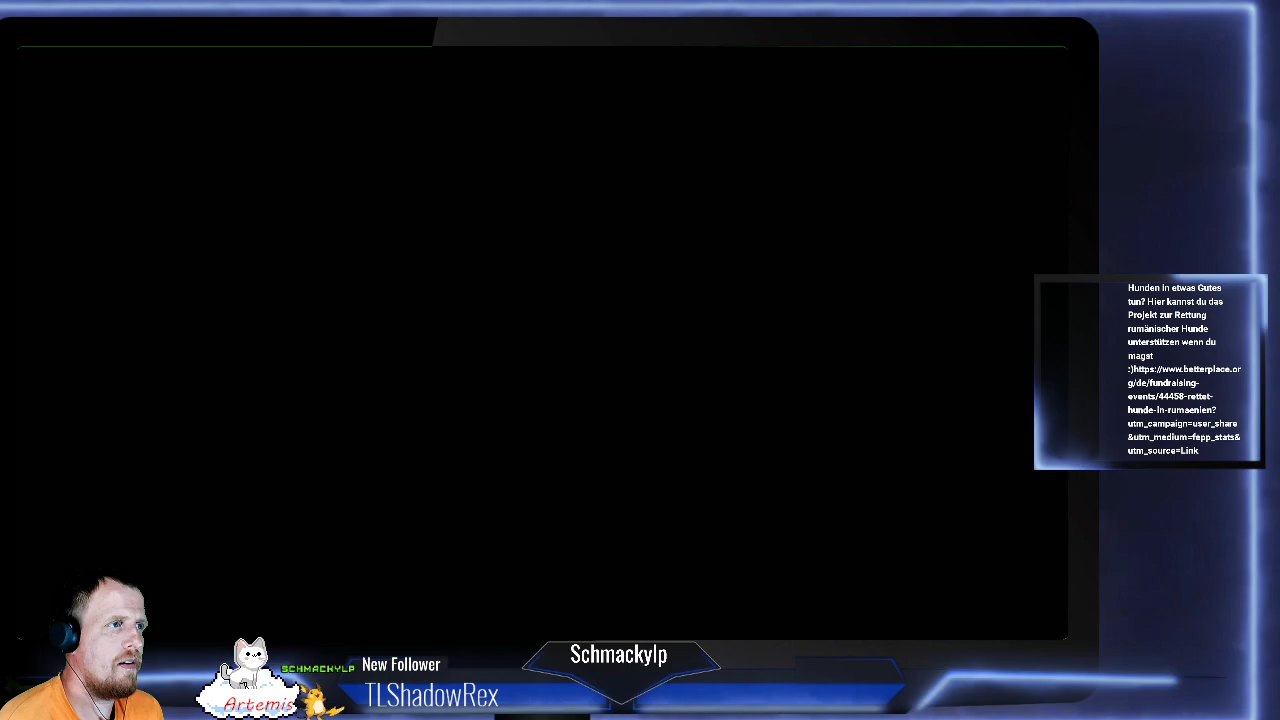 Hunden in etwas Gutes
tun? Hier kannst du das
Projekt zur Rettung
rumänischer Hunde
unterstützen wenn du
magst
:)https://www.betterplace.or
g/de/fundraising-
events/44458-rettet-
hunde-in-rumaenien?
utm_campaign=user_share
&utm_medium=fepp_stats&
utm_source=Link
Schmackylp
SCHMACKYLP
New Follower
TLShadowRex
Artemis